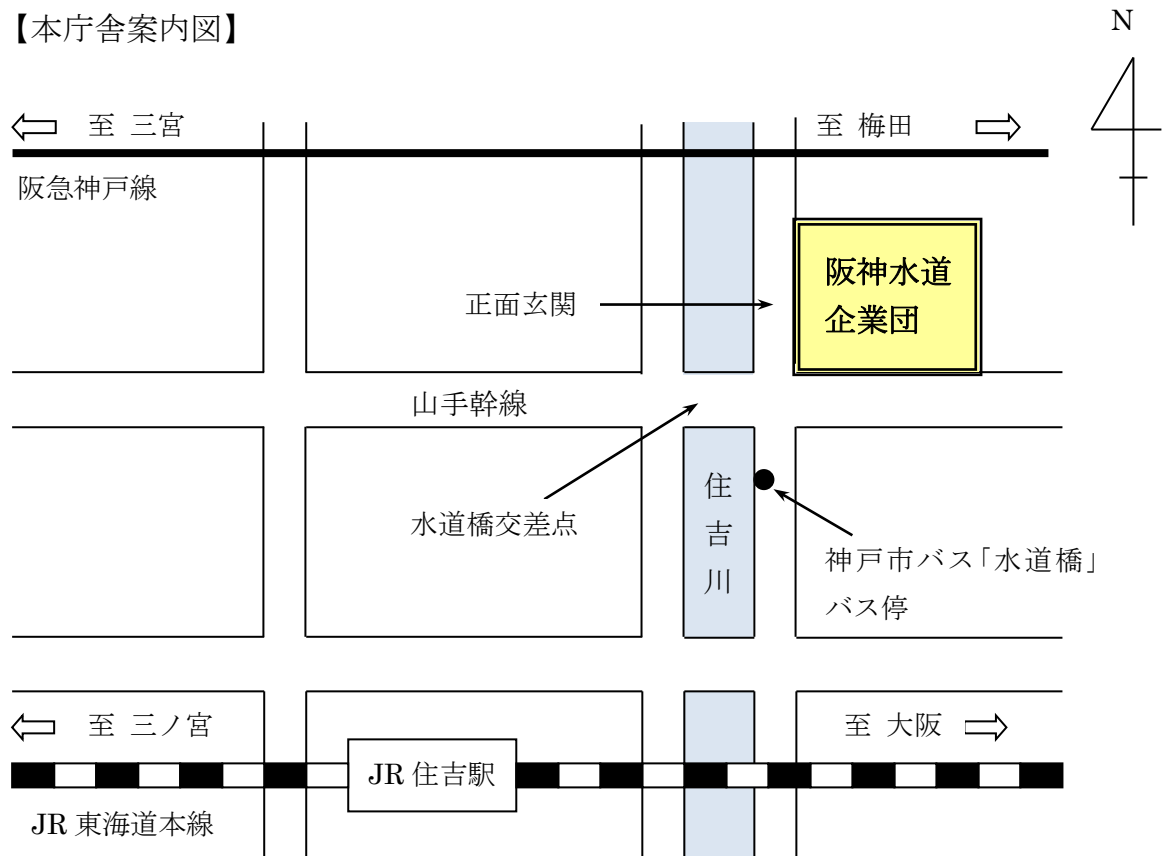 【本庁舎案内図】
N
至 三宮
至 梅田
阪急神戸線
阪神水道
企業団
正面玄関
山手幹線
水道橋交差点
住吉川
神戸市バス「水道橋」
バス停
至 三ノ宮
至 大阪
JR 住吉駅
JR 東海道本線